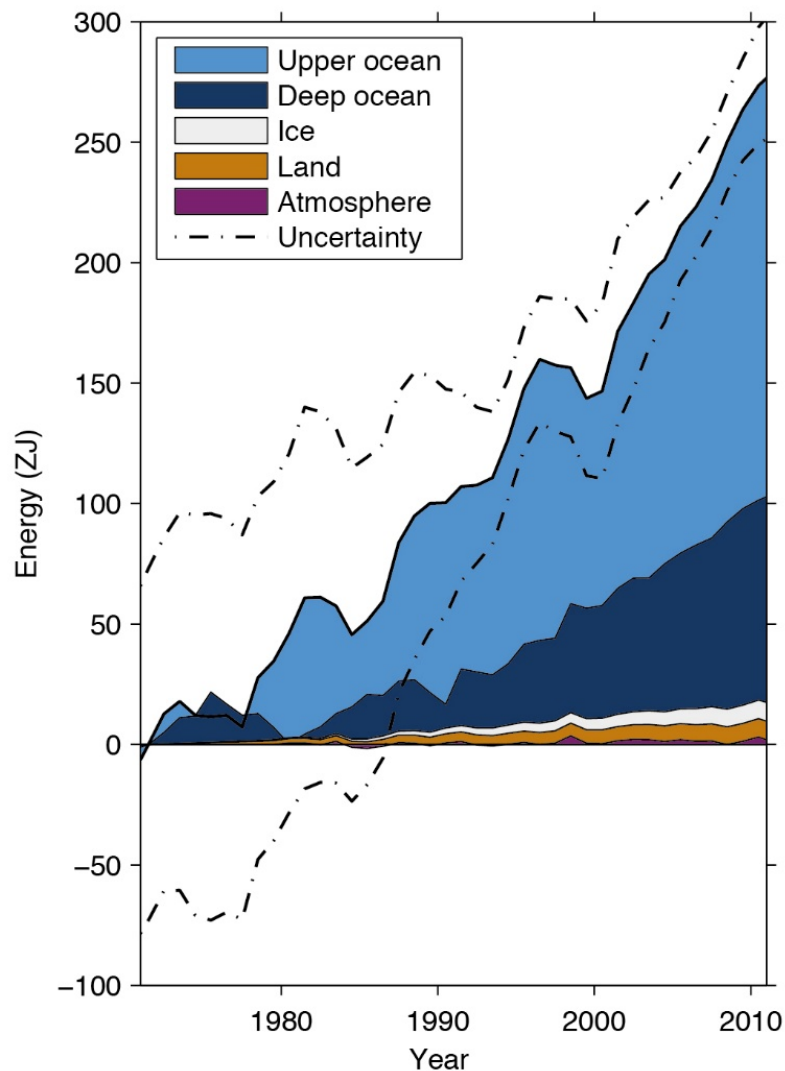 300
250
200
150
100
50
0
−50
−100
Energy (ZJ)
Upper ocean
Deep ocean
Ice
Land
Atmosphere
Uncertainty
1980
1990
2000
2010
Year